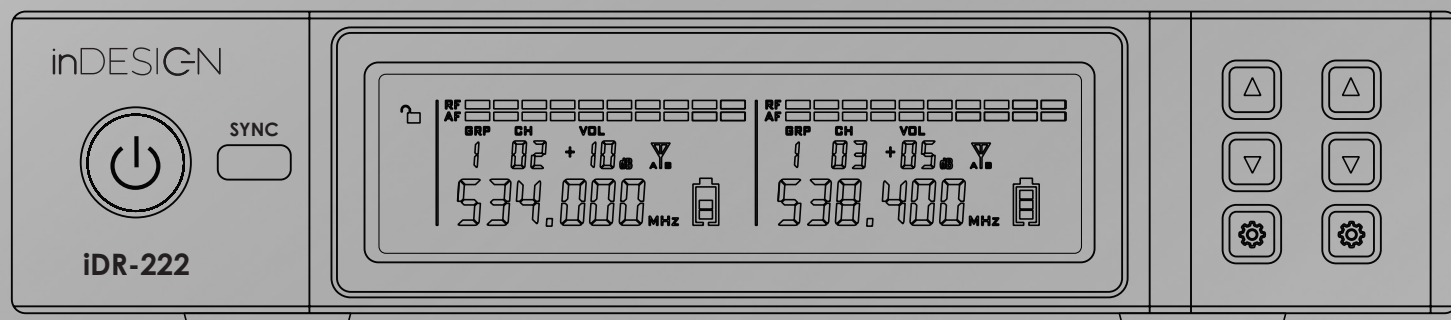 inDESIGN
SYNC
iDR-222
RF
AF
GRP CH VOL
1 02 +10 dB A B
534.000 MHz
RF
AF
GRP CH VOL
1 03 +05 dB A B
538.400 MHz